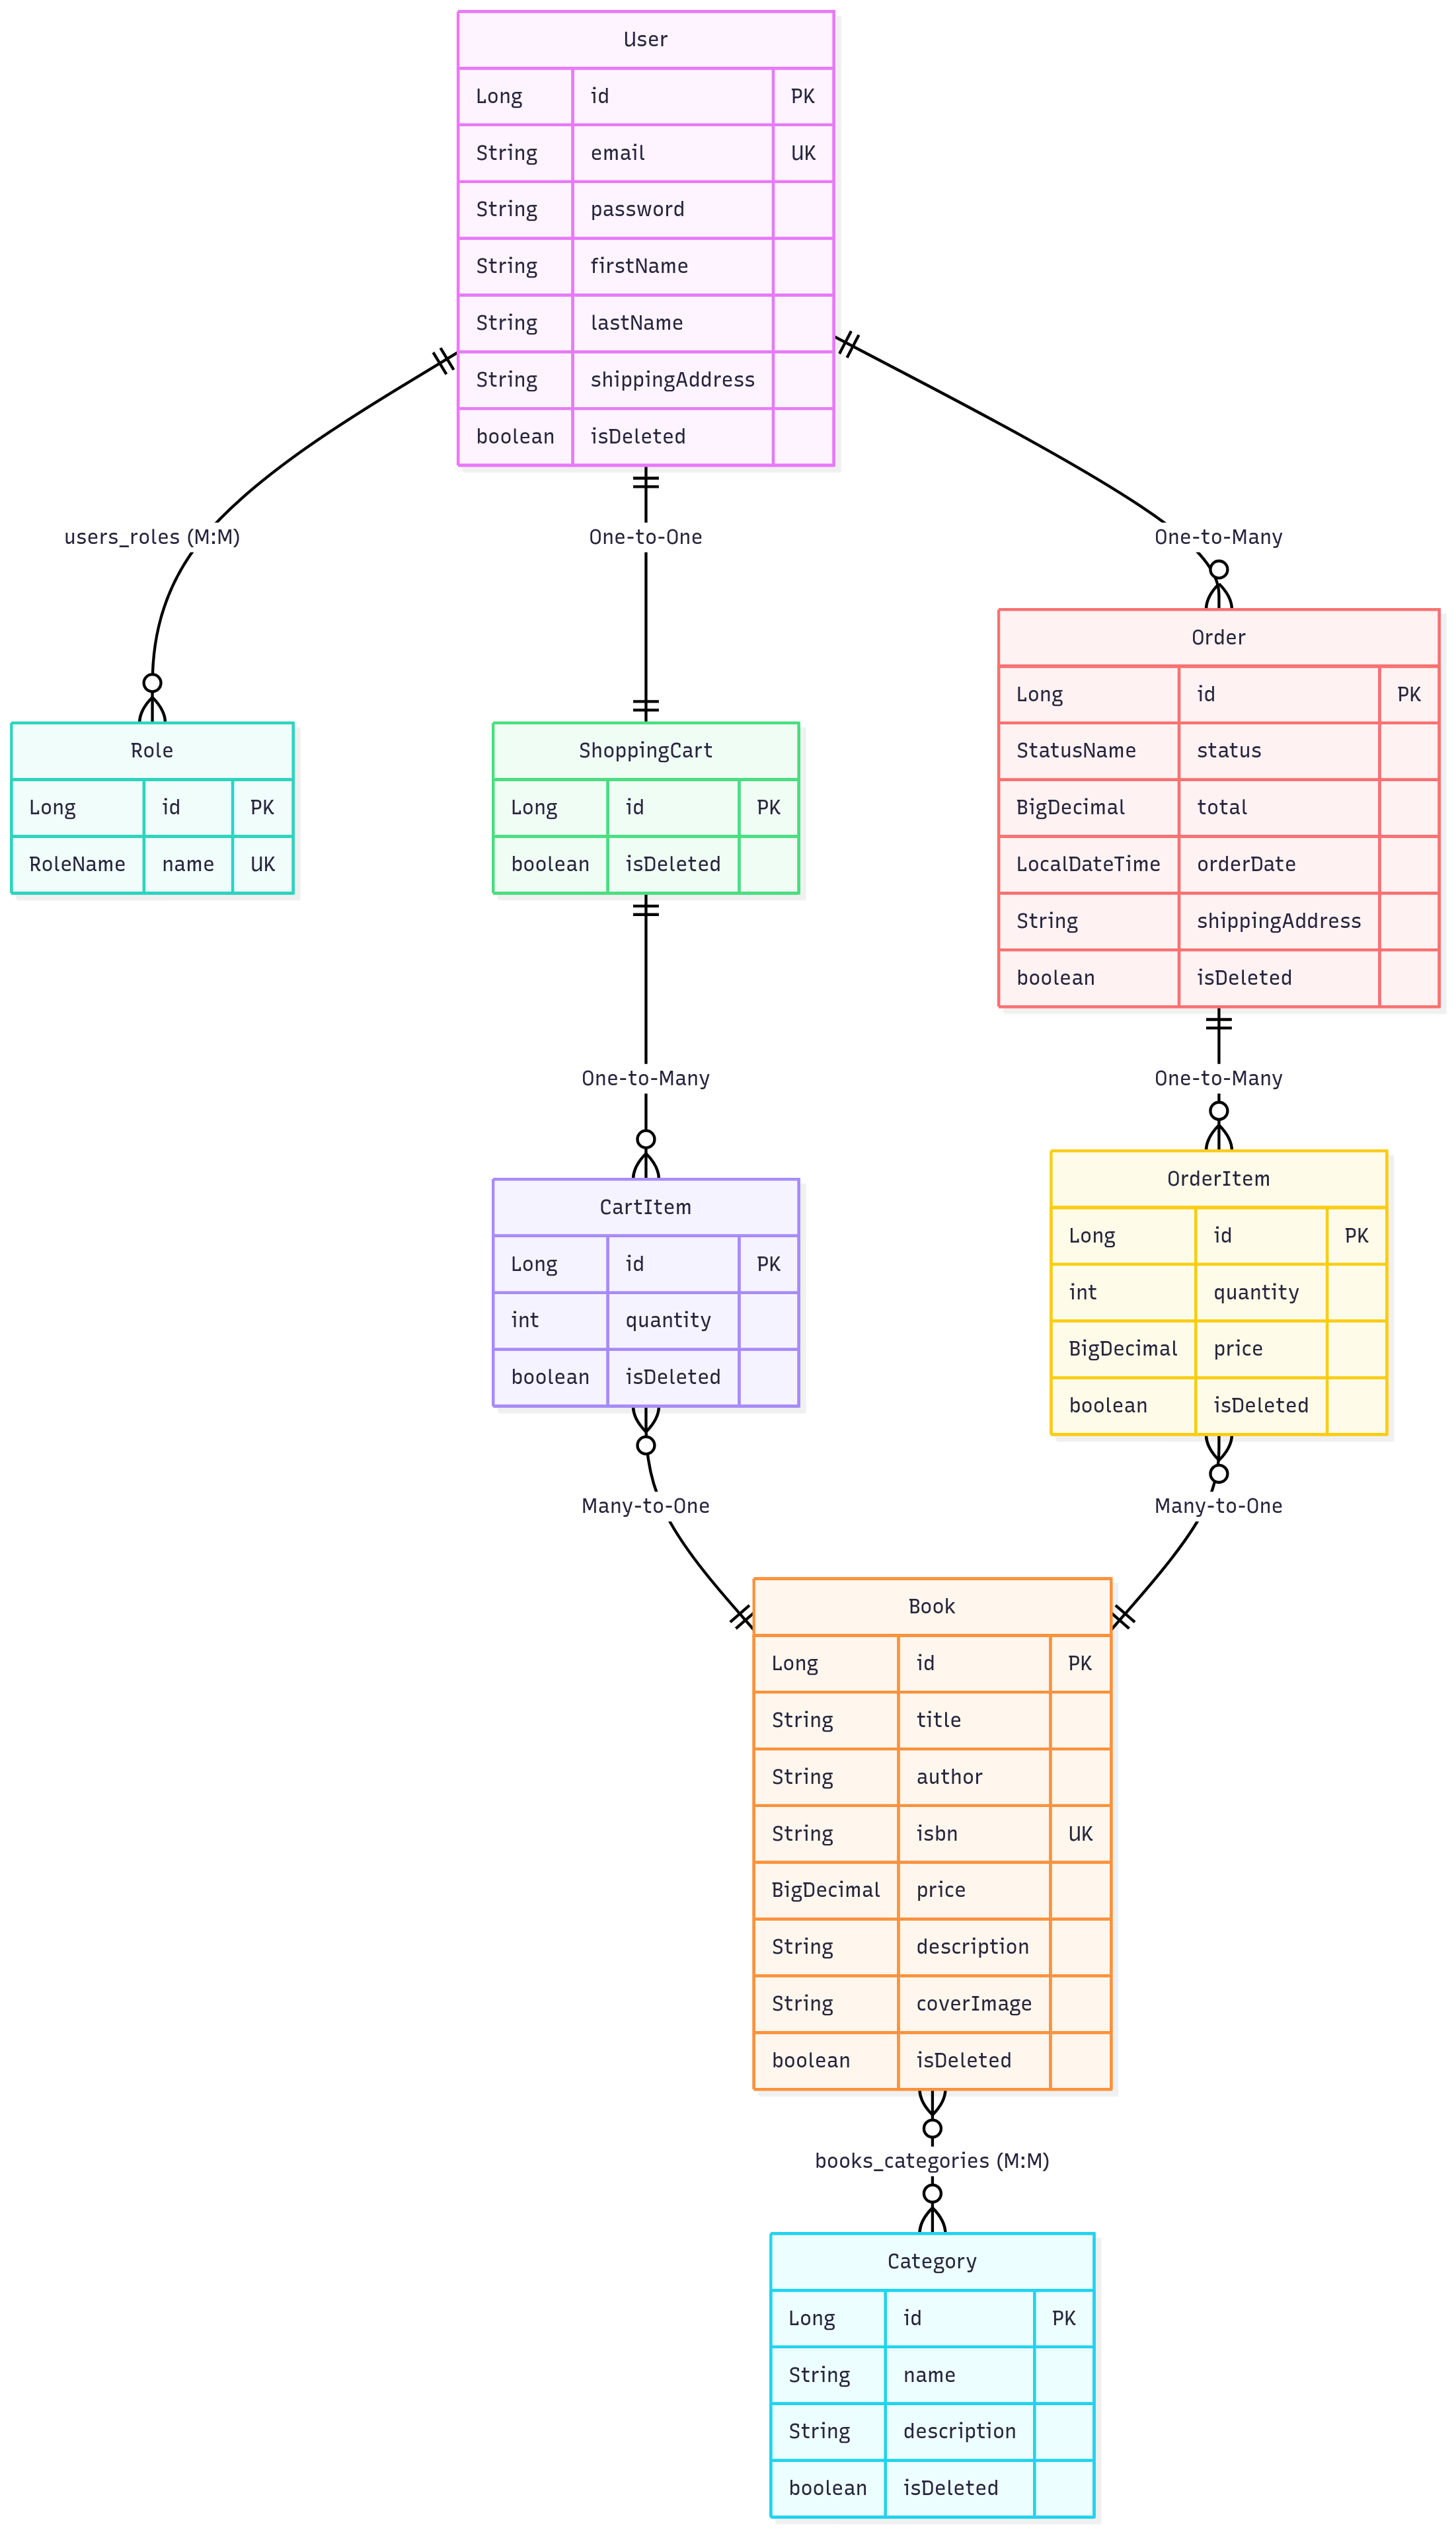 User
Long id PK
String email UK
String password
String firstName
String lastName
String shippingAddress
boolean isDeleted
users_roles (M:M)
One-to-One
One-to-Many
Role
Long id PK
RoleName name UK
ShoppingCart
Long id PK
boolean isDeleted
Order
Long id PK
StatusName status
BigDecimal total
LocalDateTime orderDate
String shippingAddress
boolean isDeleted
One-to-Many
One-to-Many
CartItem
Long id PK
int quantity
boolean isDeleted
OrderItem
Long id PK
int quantity
BigDecimal price
boolean isDeleted
Many-to-One
Many-to-One
Book
Long id PK
String title
String author
String isbn UK
BigDecimal price
String description
String coverImage
boolean isDeleted
books_categories (M:M)
Category
Long id PK
String name
String description
boolean isDeleted